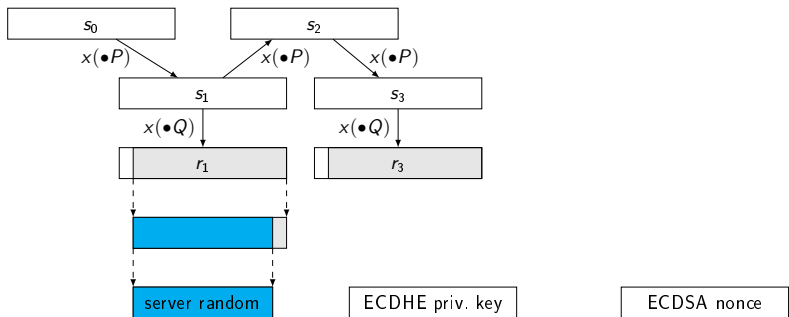 s₀ s₂
x(•P) x(•P) x(•P)
s₁ s₃
x(•Q) x(•Q)
r₁ r₃
server random ECDHE priv. key ECDSA nonce